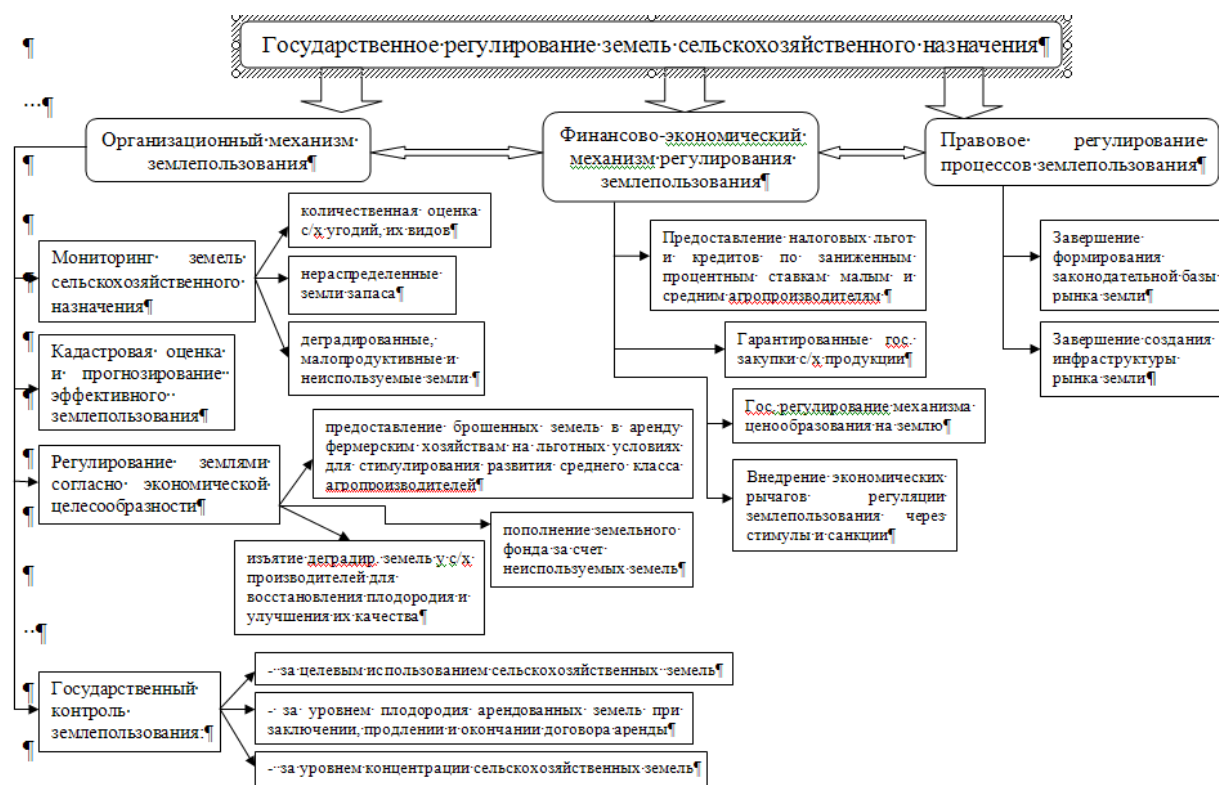 Государственное регулирование земель сельскохозяйственного назначения
Организационный механизм
землепользования
Финансово-экономический
механизм регулирования
землепользования
Правовое регулирование
процессов землепользования
Мониторинг земель
сельскохозяйственного
назначения
количественная оценка
с/х угодий, их видов
нераспределенные
земли запаса
деградированные,
малопродуктивные и
неиспользуемые земли
Кадастровая оценка
и прогнозирование
эффективного
землепользования
Регулирование землями
согласно экономической
целесообразности
предоставление брошенных земель в аренду
фермерским хозяйствам на льготных условиях
для стимулирования развития среднего класса
агропроизводителей
пополнение земельного
фонда за счет
неиспользуемых земель
изъятие деградир. земель у с/х
производителей для
восстановления плодородия и
улучшения их качества
Государственный
контроль
землепользования:
- за целевым использованием сельскохозяйственных земель
- за уровнем плодородия арендованных земель при
заключении, продлении и окончании договора аренды
- за уровнем концентрации сельскохозяйственных земель
Предоставление налоговых льгот
и кредитов по заниженным
процентным ставкам малым и
средним агропроизводителям
Гарантированные гос.
закупки с/х продукции
Гос. регулирование механизма
ценообразования на землю
Внедрение экономических
рычагов регуляции
землепользования через
стимулы и санкции
Завершение
формирования
законодательной базы
рынка земли
Завершение создания
инфраструктуры
рынка земли